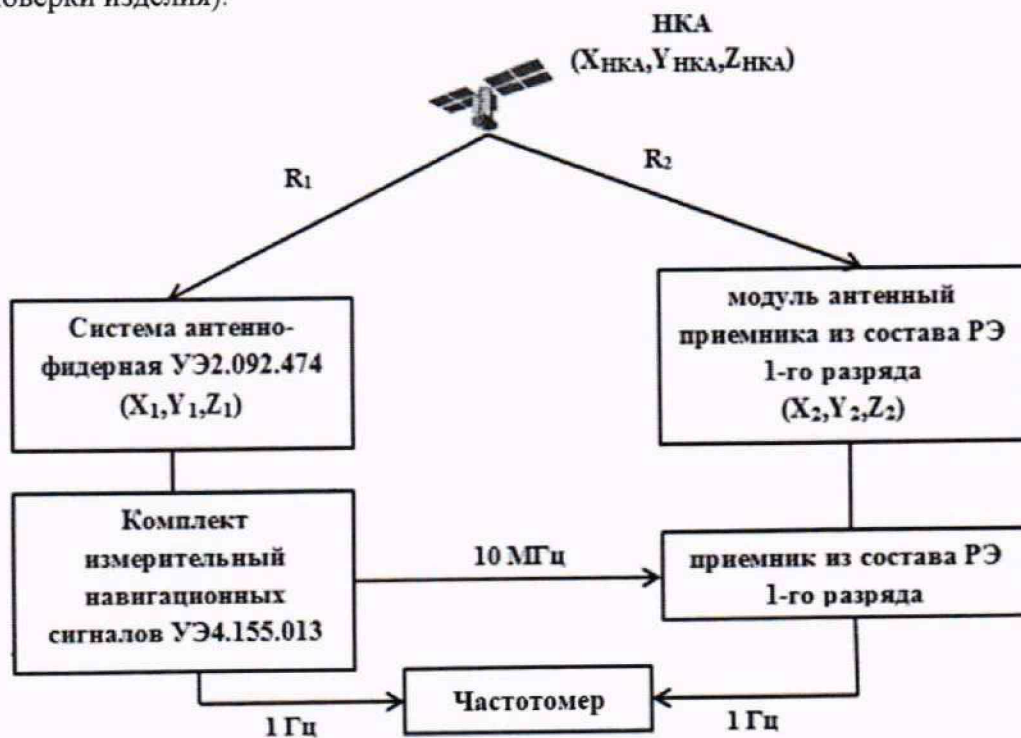 поверки изделия).
НКА
(XНКА,YНКА,ZНКА)
R1
R2
Система антенно-
фидерная УЭ2.092.474
(X1,Y1,Z1)
модуль антенный
приемника из состава РЭ
1-го разряда
(X2,Y2,Z2)
Комплект
измерительный
навигационных
сигналов УЭ4.155.013
10 МГц
приемник из состава РЭ
1-го разряда
Частотомер
1 Гц
1 Гц